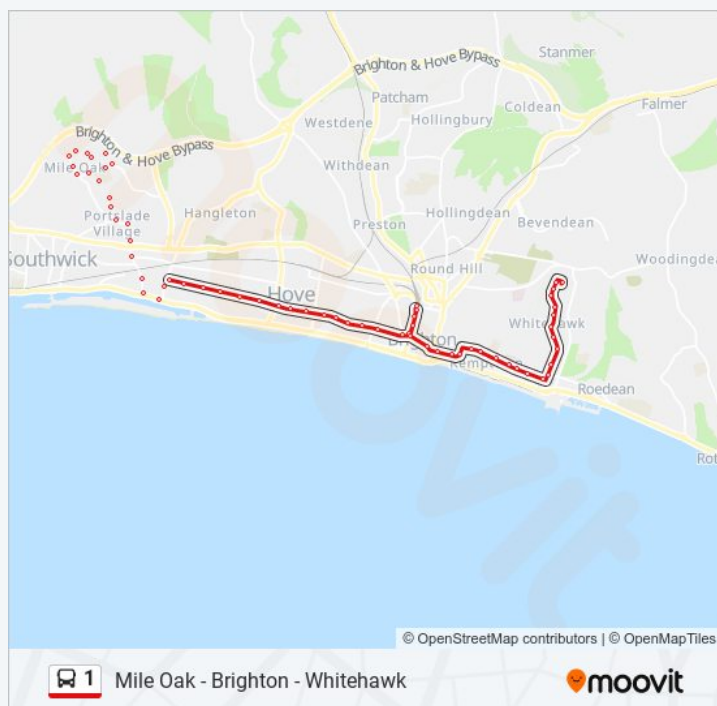 Stanmer
Brighton & Hove Bypass
Patcham
Coldean
Hollingbury
Falmer
Westdene
Brighton & Hove Bypass
Withdean
Mile Oak
Portslade
Village
Hangleton
Hollingdean
Preston
Bevendean
Southwick
Woodingdea
Round Hill
Hove
Whitehawk
Brighton
Kemptown
Roedean
Rot
moovit
© OpenStreetMap contributors | © OpenMapTiles
1 Mile Oak - Brighton - Whitehawk
moovit